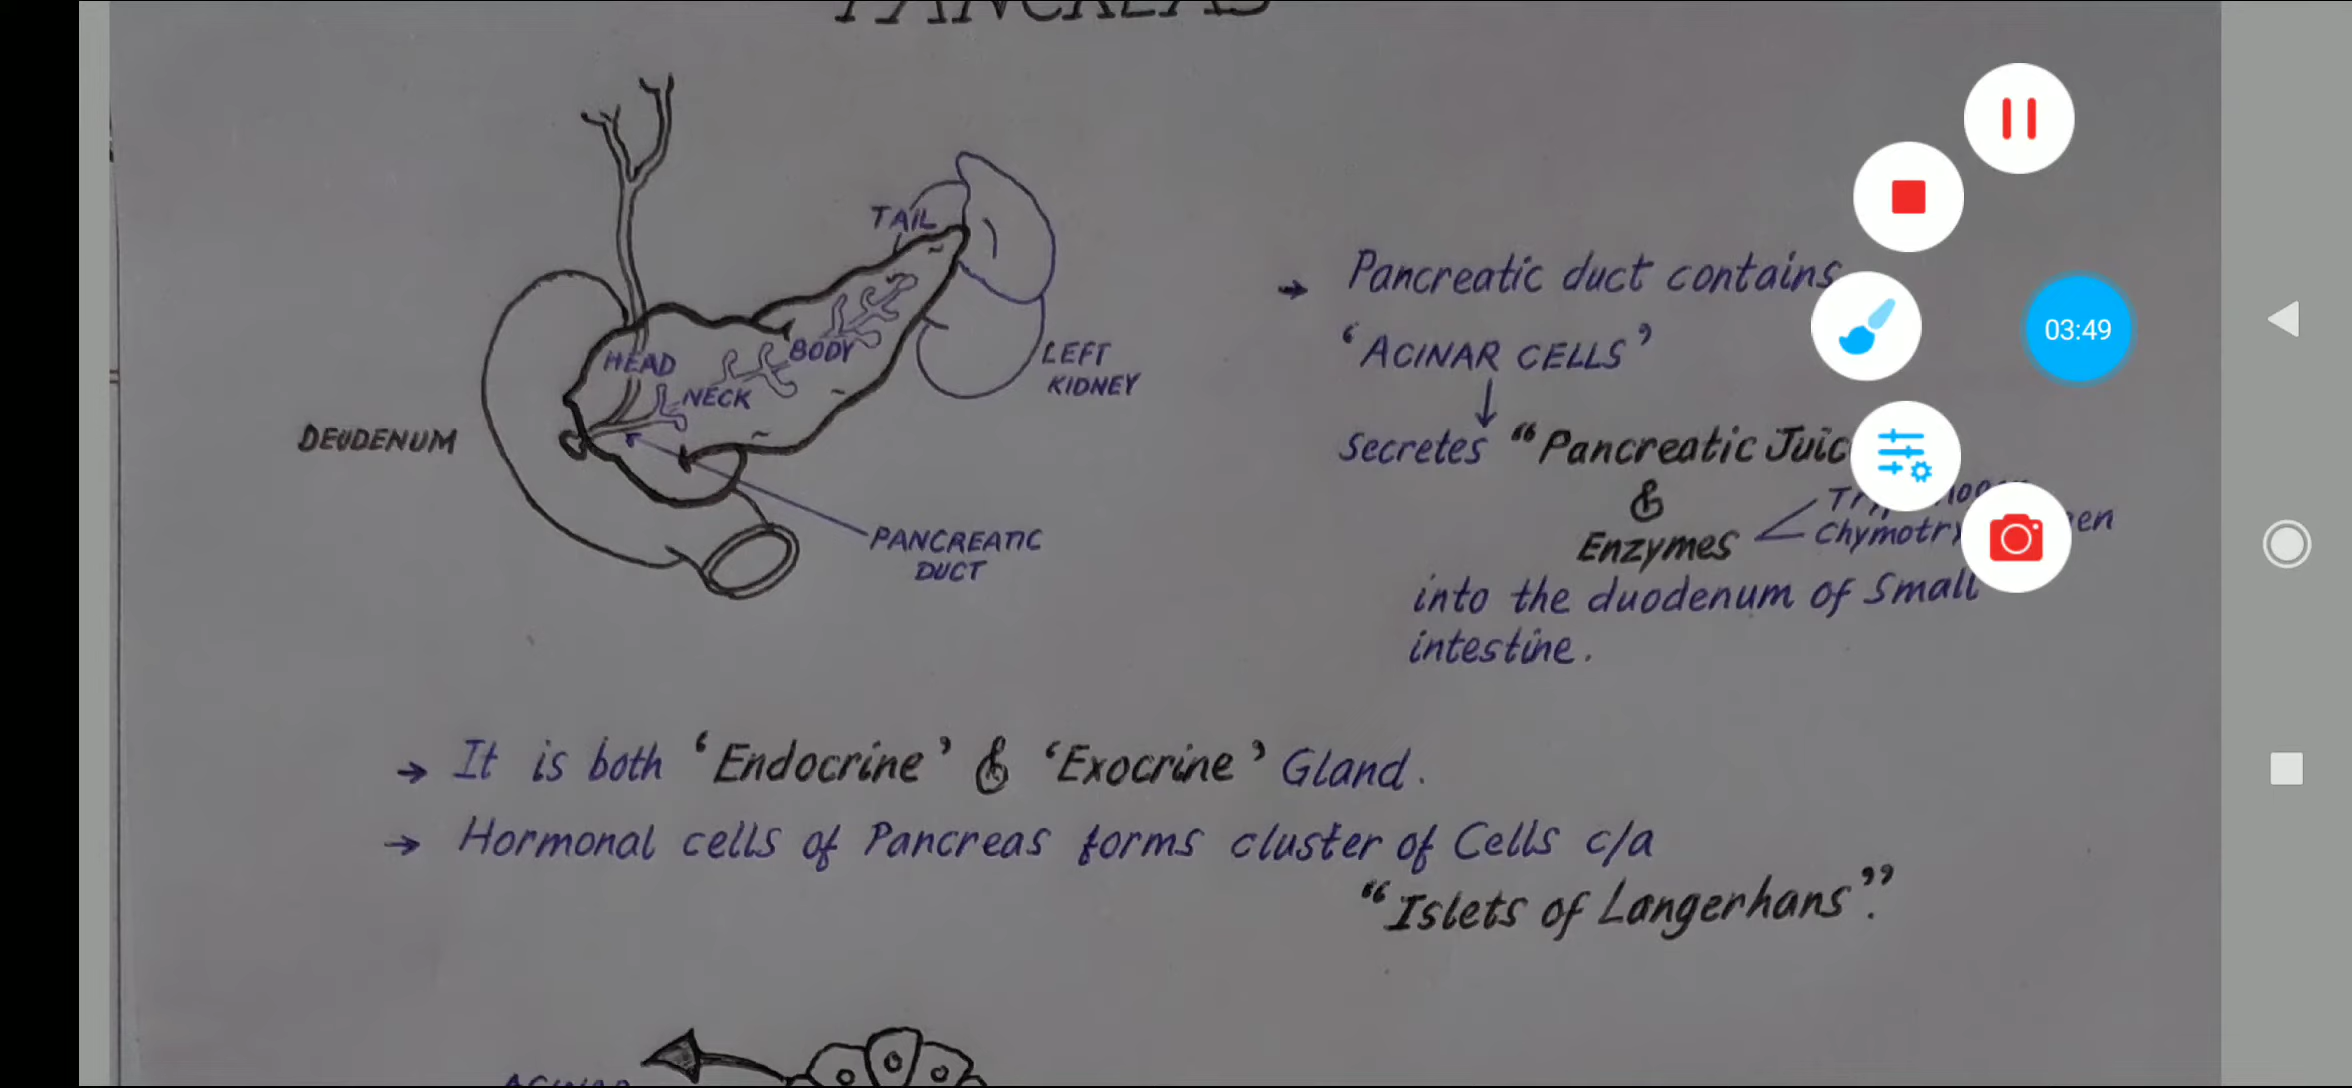 PANCREAS
TAIL
HEAD
BODY
NECK
LEFT
KIDNEY
DEUDENUM
PANCREATIC
DUCT
→ Pancreatic duct contains
‘ACINAR CELLS’
↓
Secretes “Pancreatic
&
Enzymes
into the duodenum of Small
intestine.
→ It is both ‘Endocrine’ & ‘Exocrine’ Gland.
→ Hormonal cells of Pancreas forms cluster of Cells c/a
“Islets of Langerhans”.
03:49